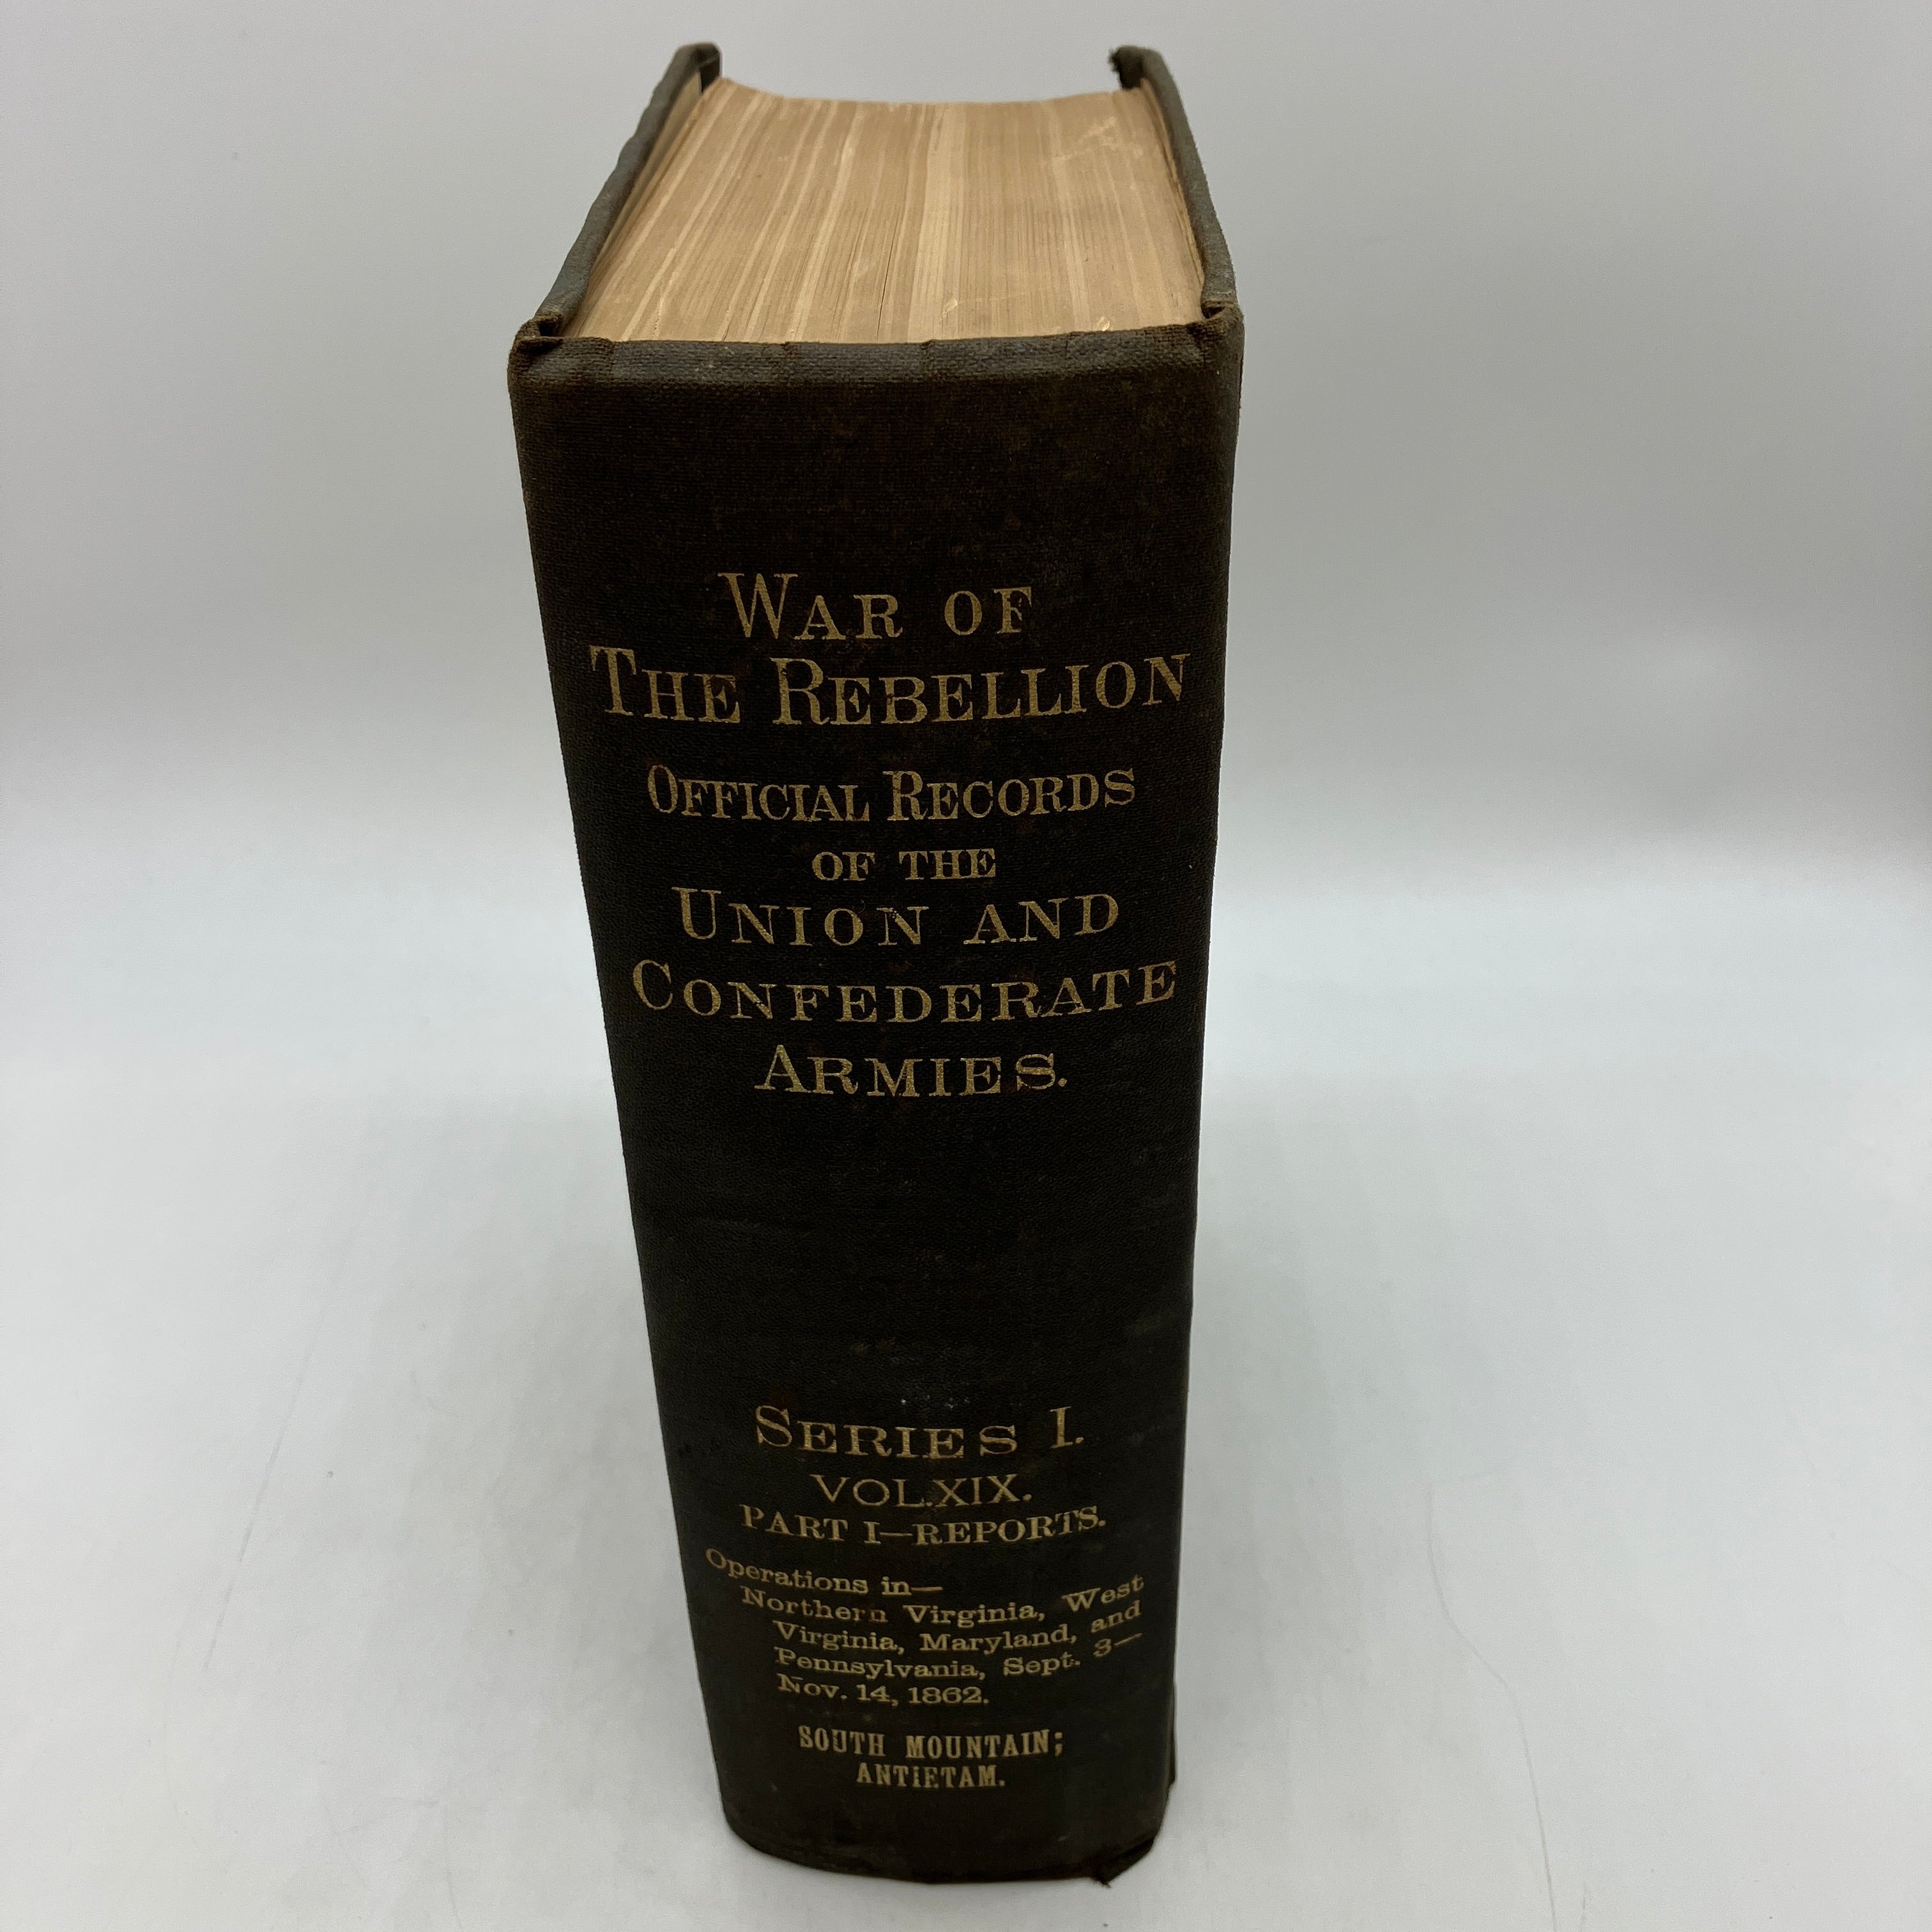 WAR OF
THE REBELLION
OFFICIAL RECORDS
OF THE
UNION AND
CONFEDERATE
ARMIES.
SERIES I.
VOL.XIX.
PART I—REPORTS.
Operations in—
Northern Virginia, West
Virginia, Maryland, and
Pennsylvania, Sept. 3—
Nov. 14, 1862.
SOUTH MOUNTAIN;
ANTIETAM.